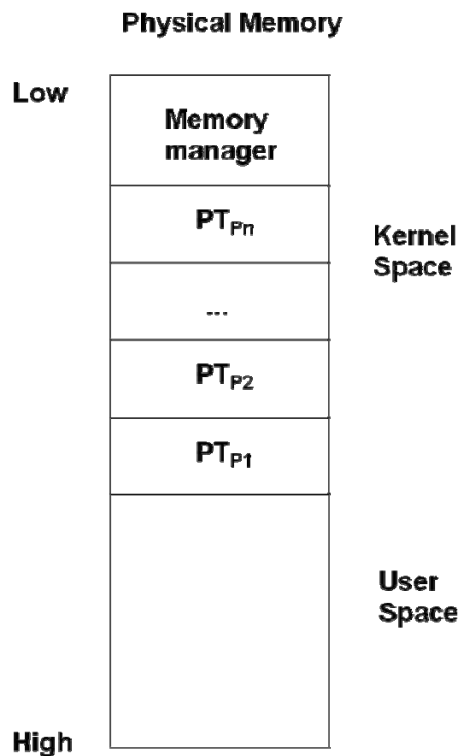 Physical Memory
Low
Memory
manager
PTPn
Kernel
Space
...
PTP2
PTP1
User
Space
High